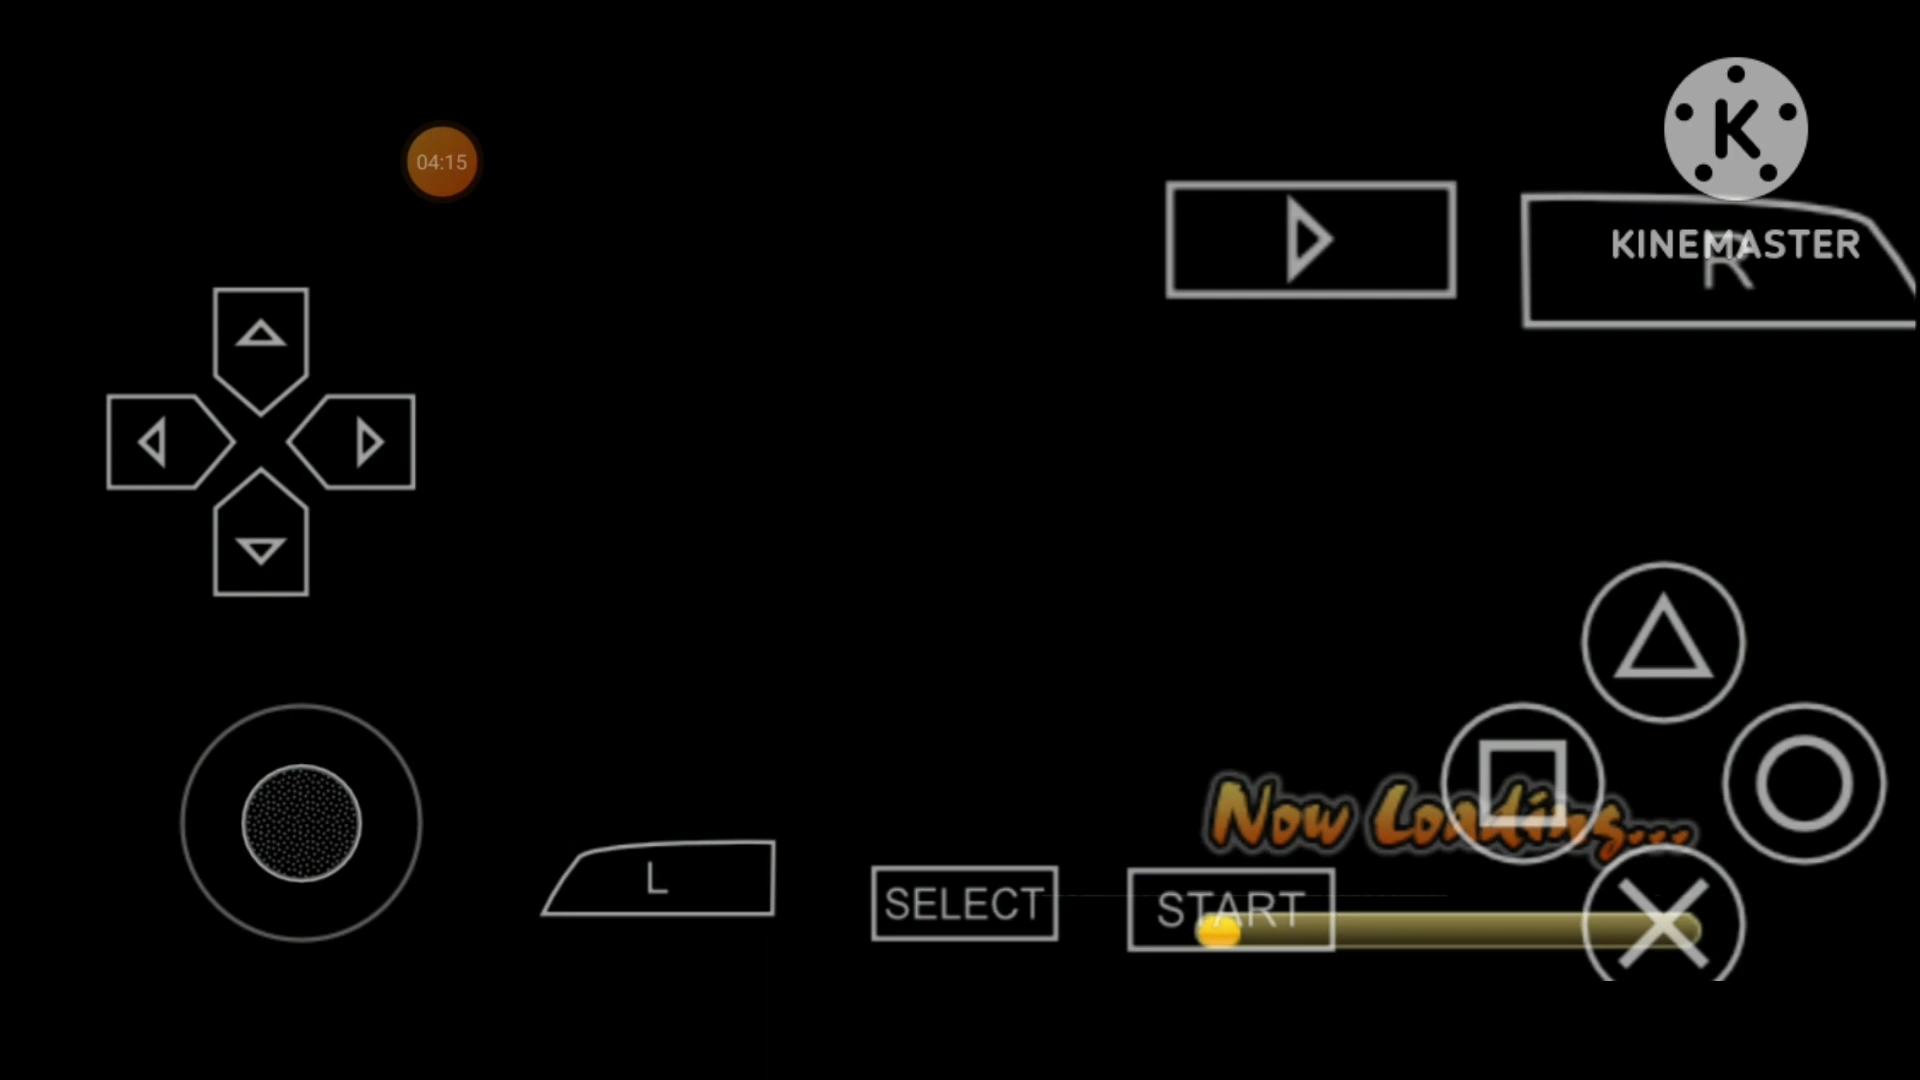 04:15
K
KINEMASTER
R
Now Loading...
L
SELECT
START